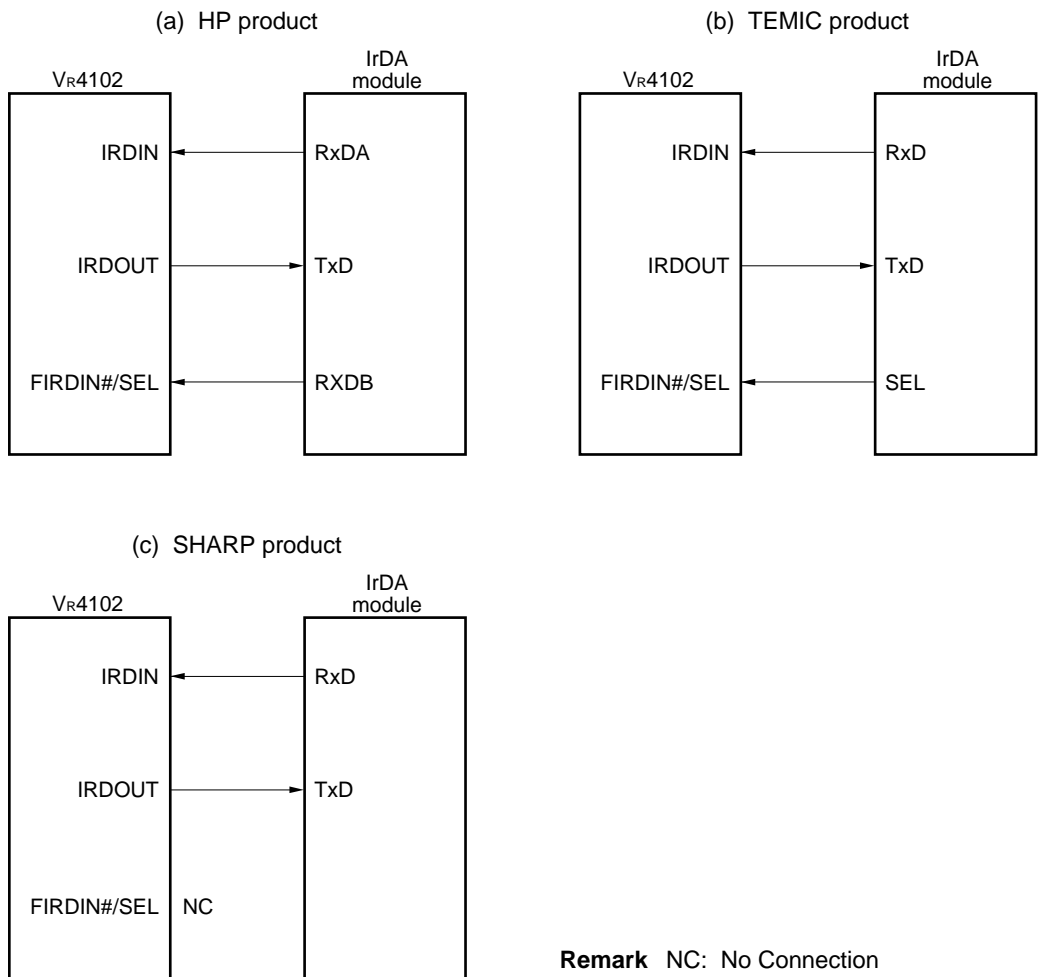 (a) HP product
VR4102
IrDA
module
IRDIN
RxDA
IRDOUT
TxD
FIRDIN#/SEL
RXDB
(b) TEMIC product
VR4102
IrDA
module
IRDIN
RxD
IRDOUT
TxD
FIRDIN#/SEL
SEL
(c) SHARP product
VR4102
IrDA
module
IRDIN
RxD
IRDOUT
TxD
FIRDIN#/SEL
NC
Remark NC: No Connection